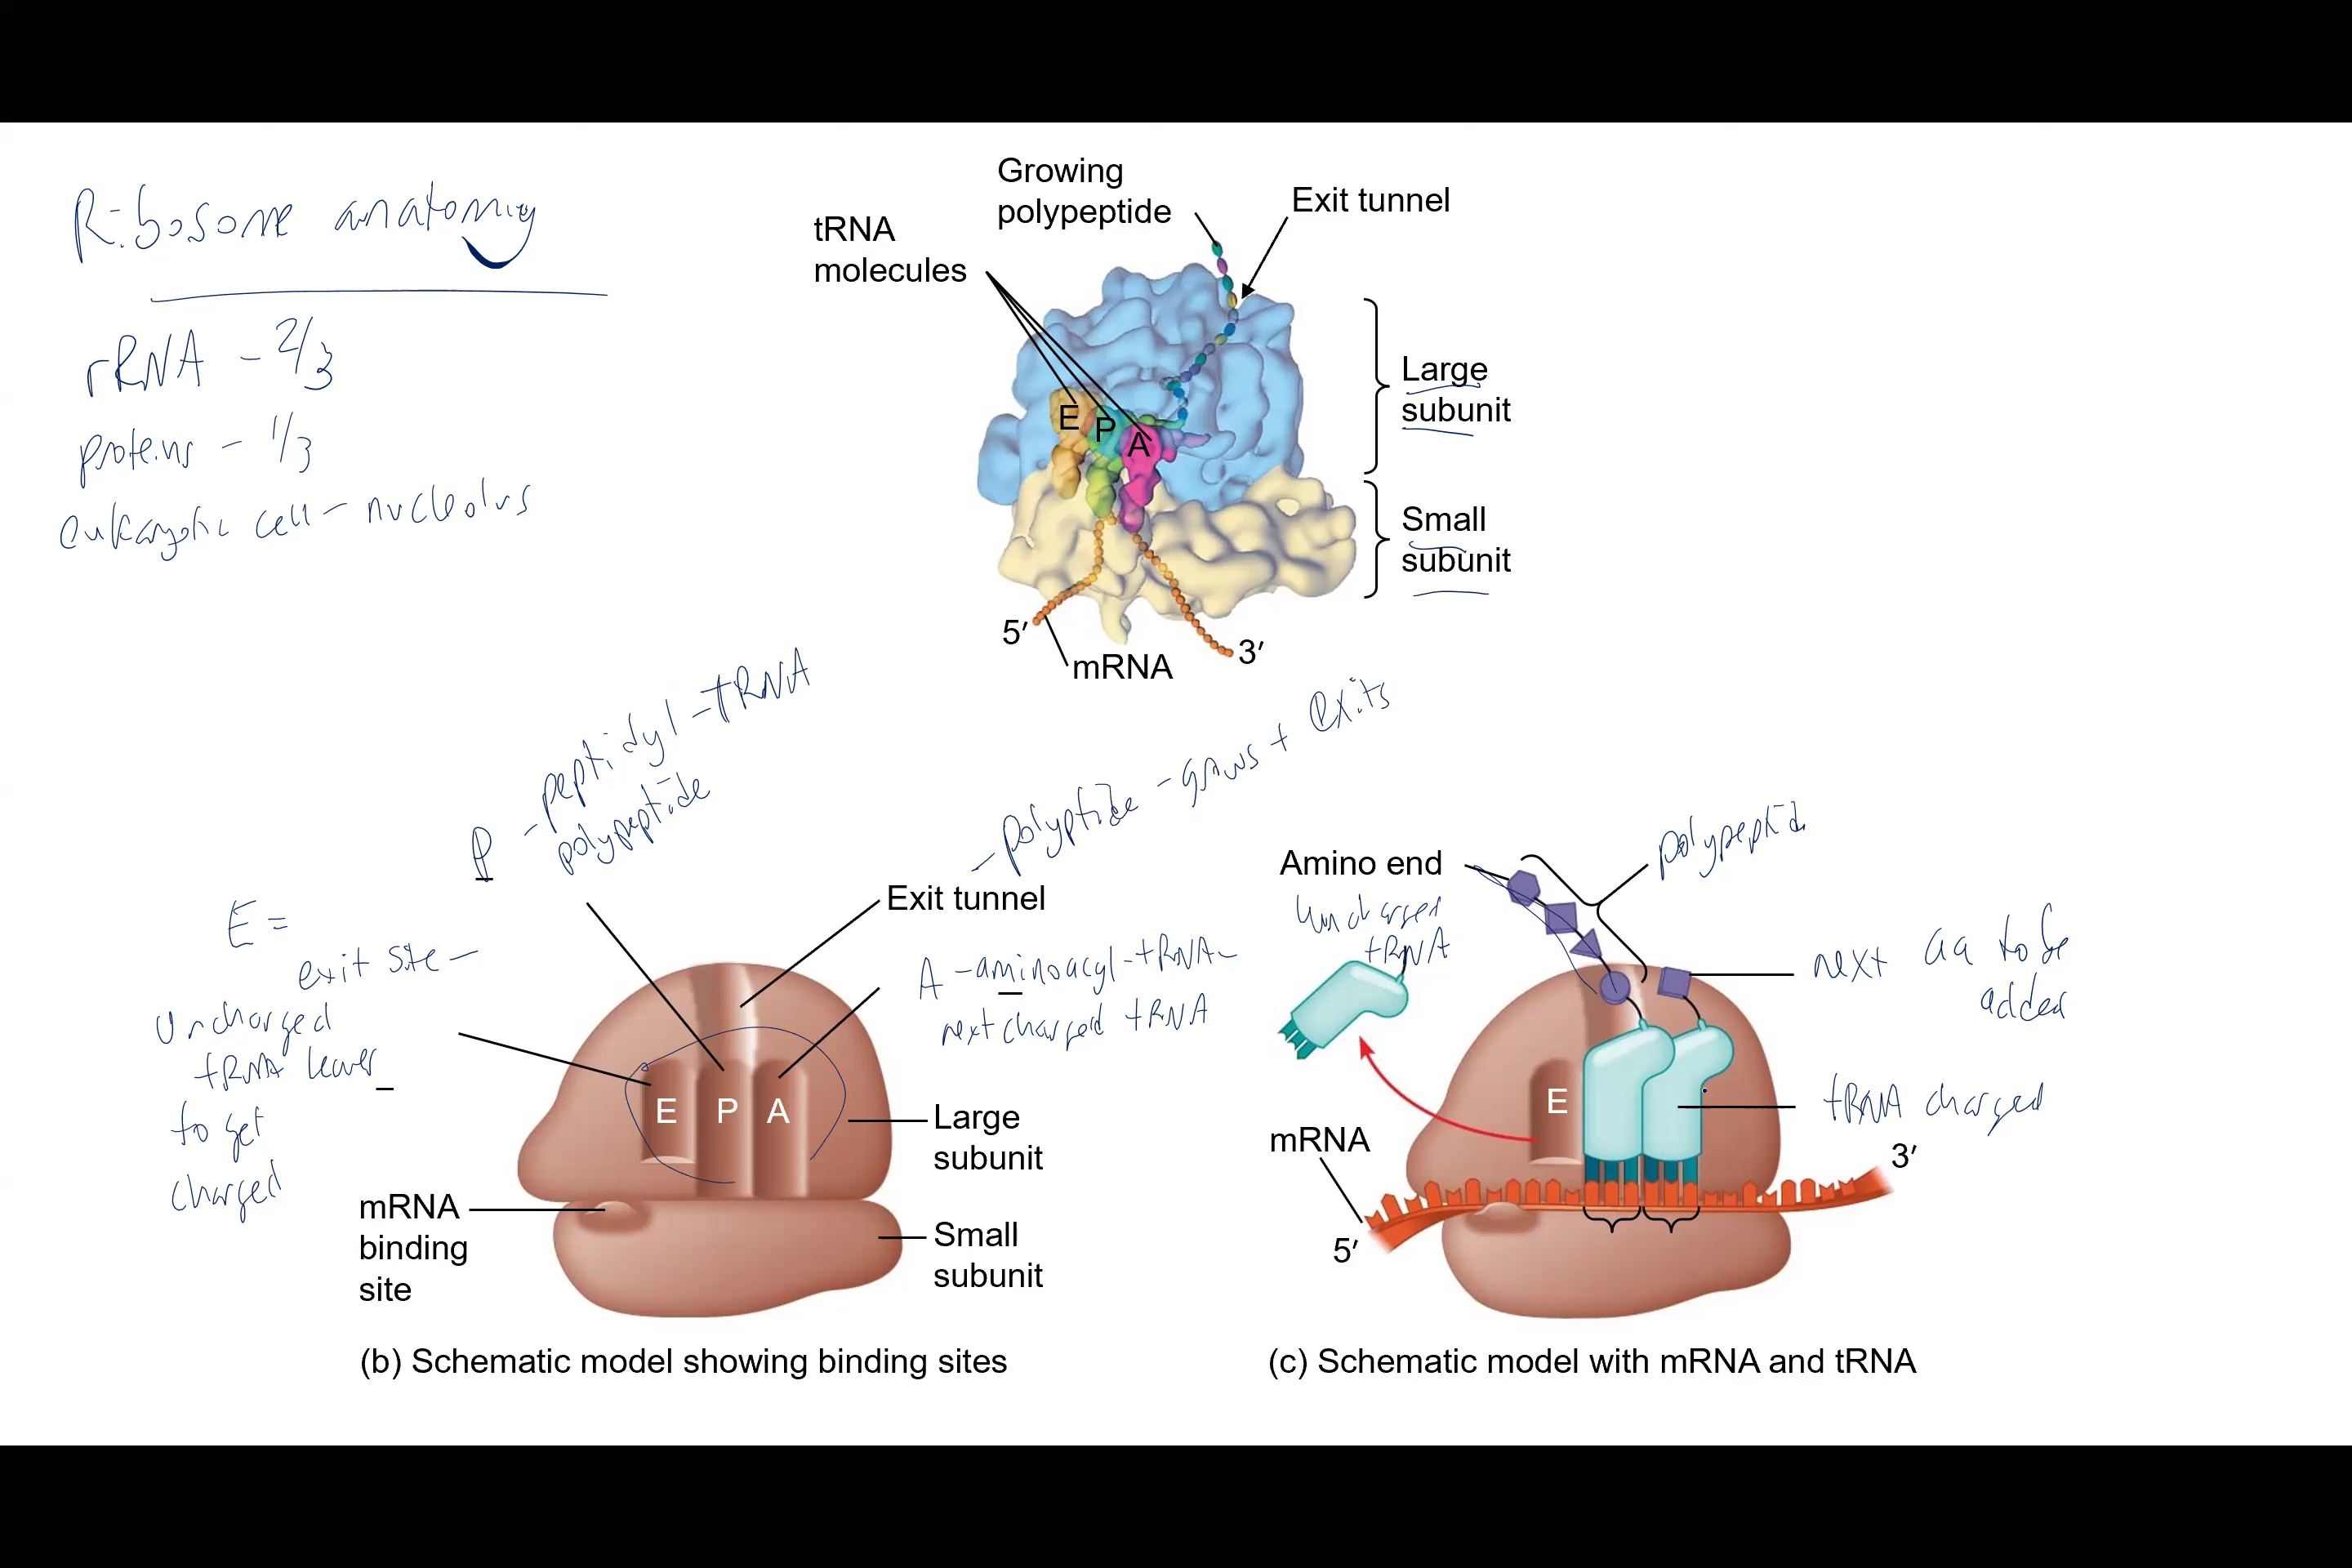 Ribosome anatomy
rRNA - 2/3
proteins - 1/3
eukaryotic cell - nucleolus
Growing
polypeptide
Exit tunnel
tRNA
molecules
E
P
A
Large
subunit
Small
subunit
5′
mRNA
3′
P - peptidyl - tRNA
polypeptide
- polyptide - grows + exits
Exit tunnel
E =
exit site -
uncharged
tRNA leaves
to get
charged
A - aminoacyl-tRNA-
next charged tRNA
E P A
Large
subunit
mRNA
binding
site
Small
subunit
(b) Schematic model showing binding sites
Amino end
polypeptide
Uncharged
tRNA
next aa to be
added
E
tRNA charged
mRNA
3′
5′
(c) Schematic model with mRNA and tRNA